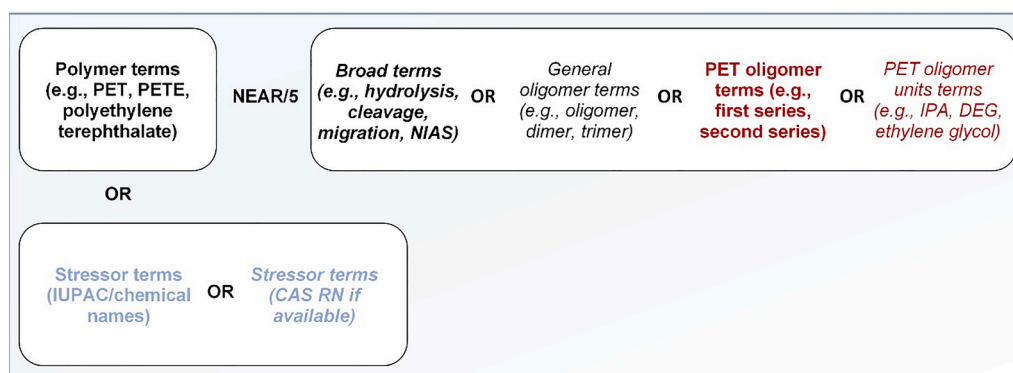 Polymer terms
(e.g., PET, PETE,
polyethylene
terephthalate)
NEAR/5
Broad terms
(e.g., hydrolysis,
cleavage,
migration, NIAS)
OR
General
oligomer terms
(e.g., oligomer,
dimer, trimer)
OR
PET oligomer
terms (e.g.,
first series,
second series)
OR
PET oligomer
units terms
(e.g., IPA, DEG,
ethylene glycol)
OR
Stressor terms
(IUPAC/chemical
names)
OR
Stressor terms
(CAS RN if
available)